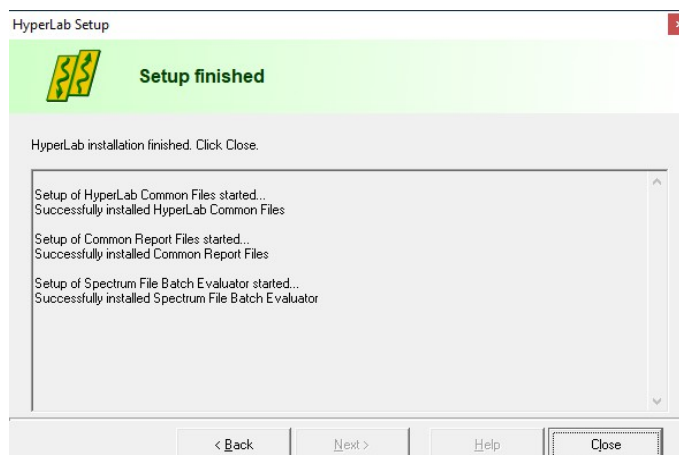 HyperLab Setup
Setup finished
HyperLab installation finished. Click Close.
Setup of HyperLab Common Files started...
Successfully installed HyperLab Common Files
Setup of Common Report Files started...
Successfully installed Common Report Files
Setup of Spectrum File Batch Evaluator started...
Successfully installed Spectrum File Batch Evaluator
< Back Next > Help Close